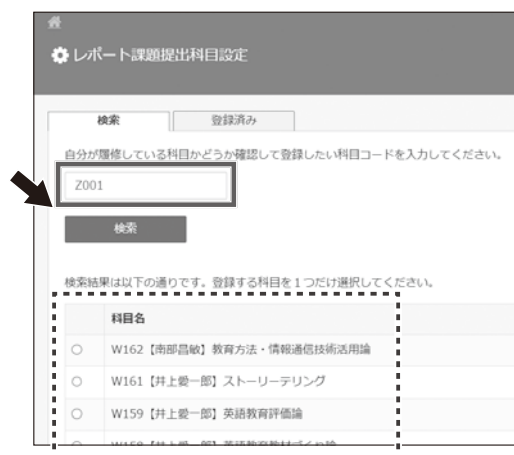 レポート課題提出科目設定
検索 登録済み
自分が履修している科目かどうか確認して登録したい科目コードを入力してください。
Z001
検索
検索結果は以下の通りです。登録する科目を1つだけ選択してください。
科目名
W162【南部昌敏】教育方法・情報通信技術活用論
W161【井上愛一郎】ストーリーテリング
W159【井上愛一郎】英語教育評価論